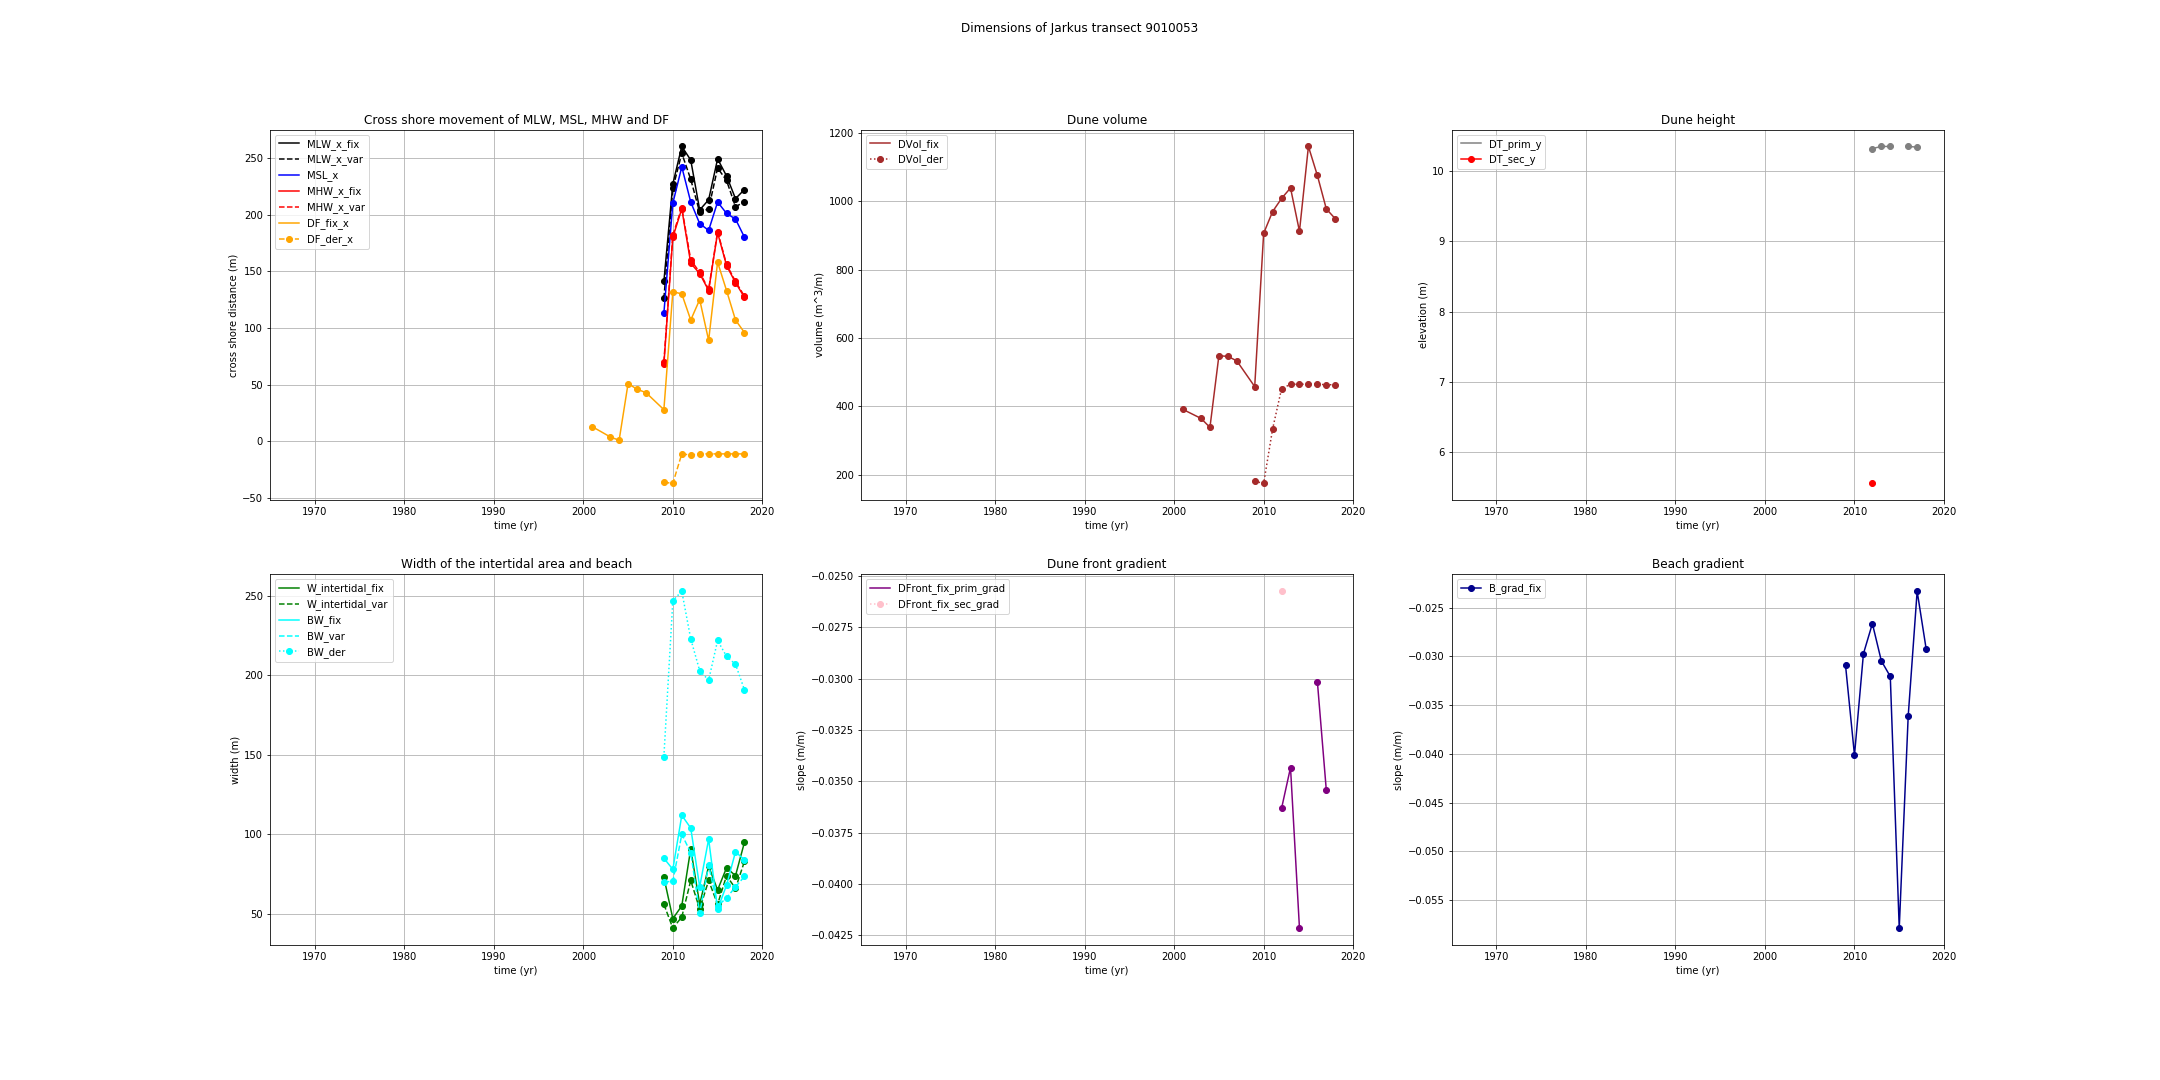 Dimensions of Jarkus transect 9010053
Cross shore movement of MLW, MSL, MHW and DF
MLW_x_fix
MLW_x_var
MSL_x
MHW_x_fix
MHW_x_var
DF_fix_x
DF_der_x
cross shore distance (m)
250
200
150
100
50
0
−50
1970 1980 1990 2000 2010 2020
time (yr)
Dune volume
DVol_fix
DVol_der
volume (m^3/m)
1200
1000
800
600
400
200
1970 1980 1990 2000 2010 2020
time (yr)
Dune height
DT_prim_y
DT_sec_y
elevation (m)
10
9
8
7
6
1970 1980 1990 2000 2010 2020
time (yr)
Width of the intertidal area and beach
W_intertidal_fix
W_intertidal_var
BW_fix
BW_var
BW_der
width (m)
250
200
150
100
50
1970 1980 1990 2000 2010 2020
time (yr)
Dune front gradient
DFront_fix_prim_grad
DFront_fix_sec_grad
slope (m/m)
−0.0250
−0.0275
−0.0300
−0.0325
−0.0350
−0.0375
−0.0400
−0.0425
1970 1980 1990 2000 2010 2020
time (yr)
Beach gradient
B_grad_fix
slope (m/m)
−0.025
−0.030
−0.035
−0.040
−0.045
−0.050
−0.055
1970 1980 1990 2000 2010 2020
time (yr)